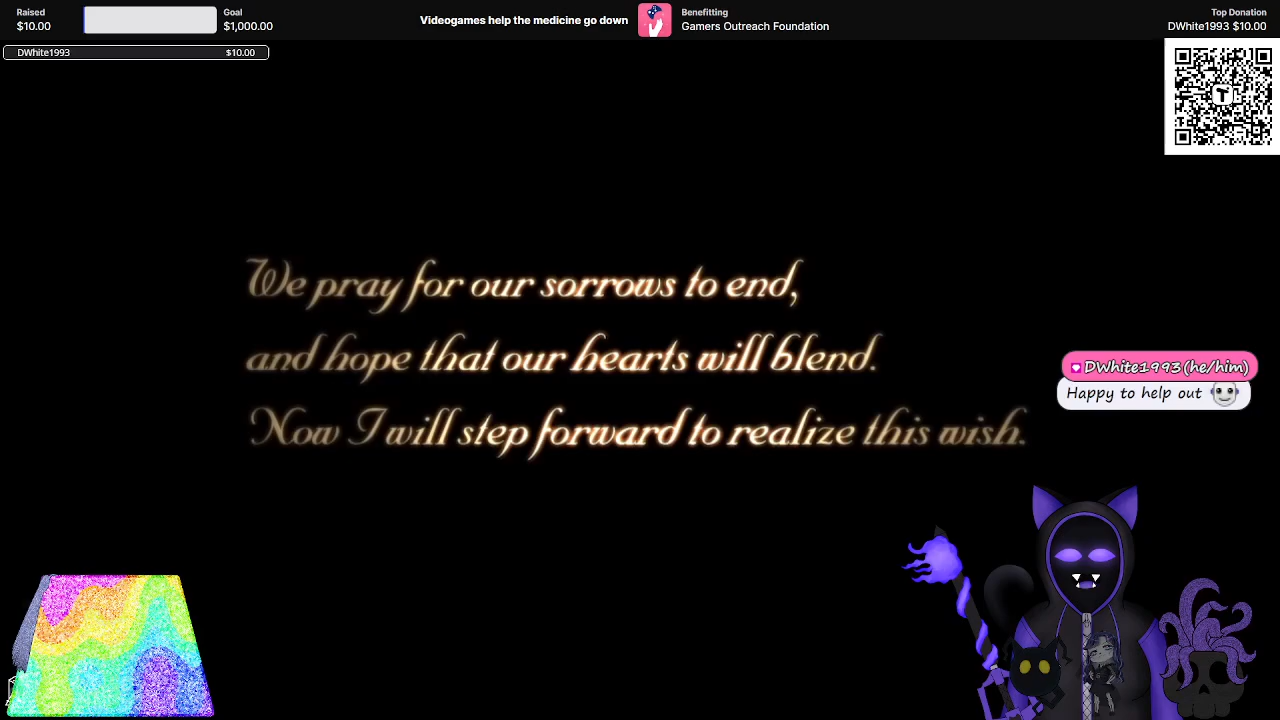 Raised
$10.00
Goal
$1,000.00
Videogames help the medicine go down
Benefitting
Gamers Outreach Foundation
Top Donation
DWhite1993 $10.00
DWhite1993 $10.00
T
We pray for our sorrows to end,
and hope that our hearts will blend.
Now I will step forward to realize this wish.
DWhite1993(he/him)
Happy to help out